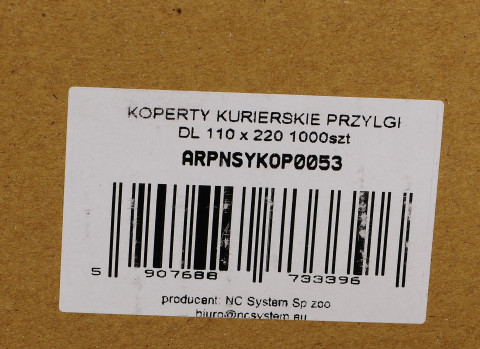 KOPERTY KURIERSKIE PRZYLGI
DL 110 x 220 1000szt
ARPNSYKOP0053
5 907688 733396
producent: NC System Sp zoo
biuro@ncsystem.eu